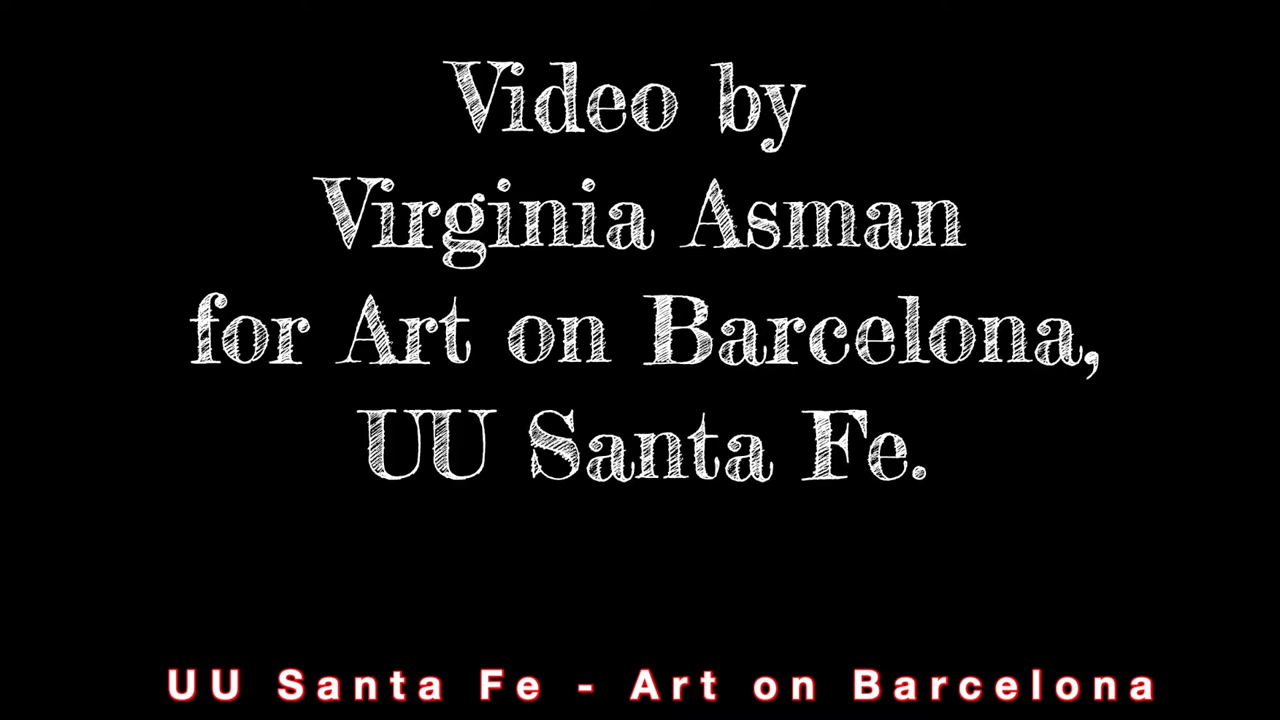 Video by
Virginia Asman
for Art on Barcelona,
UU Santa Fe.
UU Santa Fe - Art on Barcelona